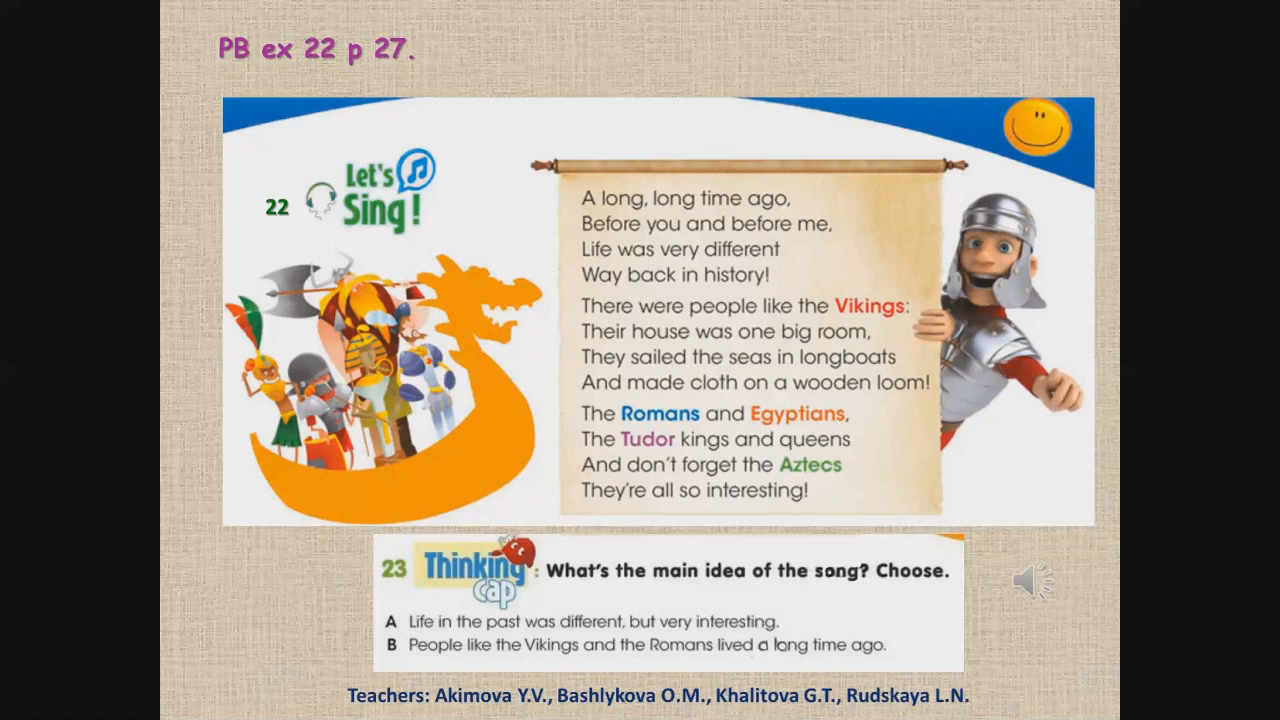 PB ex 22 p 27.
22
Let's
Sing!
A long, long time ago,
Before you and before me,
Life was very different
Way back in history!
There were people like the Vikings:
Their house was one big room,
They sailed the seas in longboats
And made cloth on a wooden loom!
The Romans and Egyptians,
The Tudor kings and queens
And don't forget the Aztecs
They're all so interesting!
23 Thinking Cap: What's the main idea of the song? Choose.
A Life in the past was different, but very interesting.
B People like the Vikings and the Romans lived a long time ago.
Teachers: Akimova Y.V., Bashlykova O.M., Khalitova G.T., Rudskaya L.N.